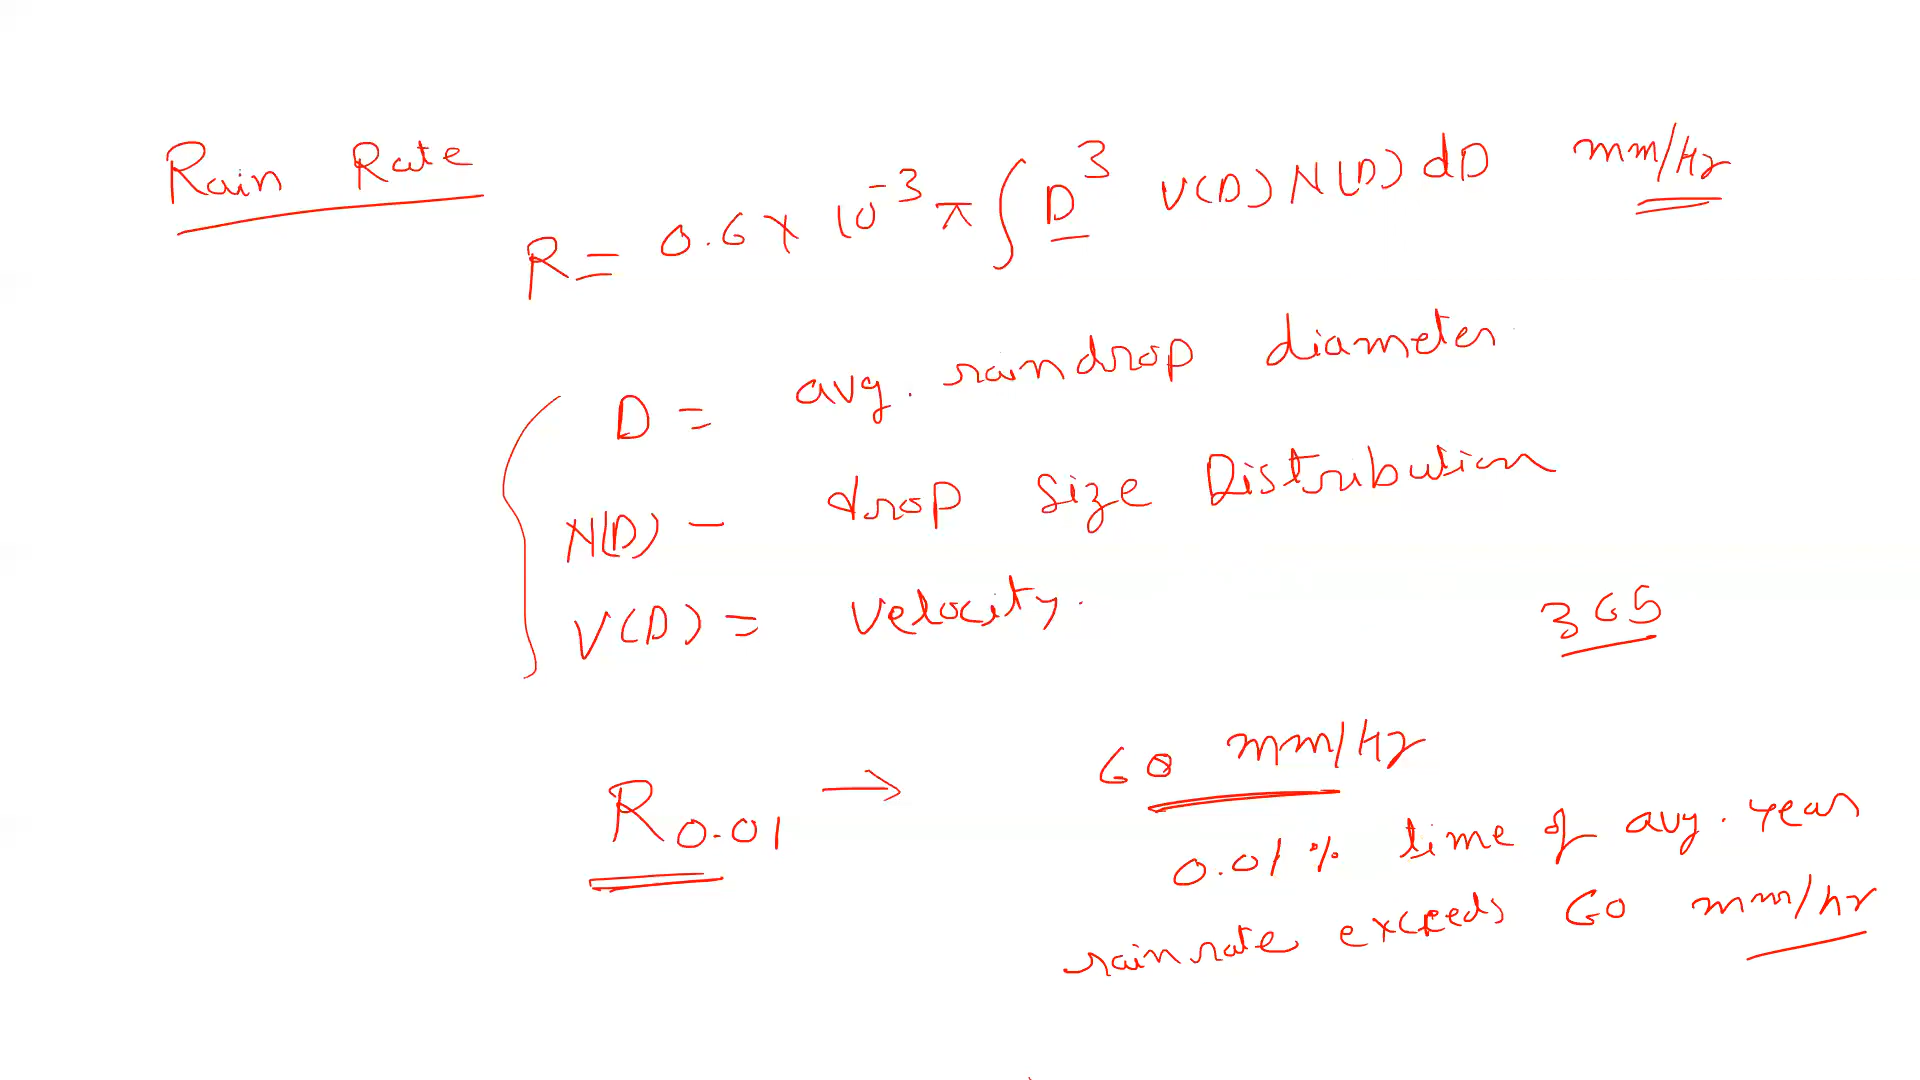 Rain Rate
R = 0.6 x 10^-3 π ∫ D^3 V(D) N(D) dD mm/Hr
D = avg. raindrop diameter
N(D) - drop size Distribution
V(D) = Velocity.
365
R0.01 → 60 mm/Hr
0.01 % time of avg. year
rain rate exceeds 60 mm/hr